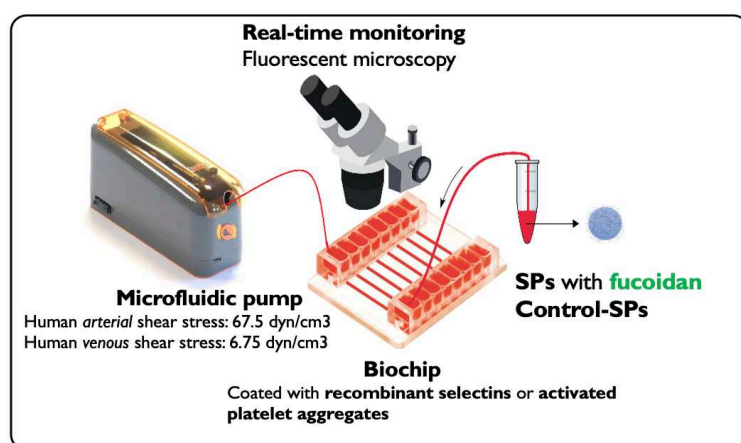 Real-time monitoring
Fluorescent microscopy
SPs with fucoidan
Control-SPs
Microfluidic pump
Human arterial shear stress: 67.5 dyn/cm3
Human venous shear stress: 6.75 dyn/cm3
Biochip
Coated with recombinant selectins or activated
platelet aggregates